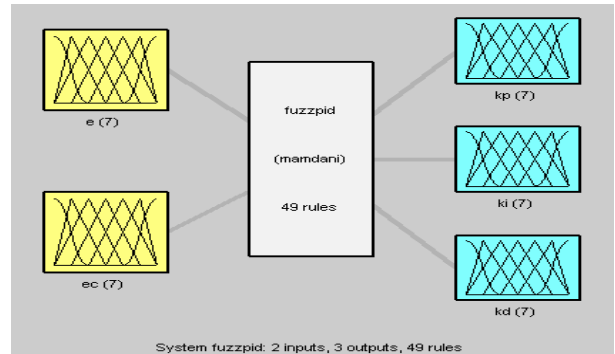 e (7)
ec (7)
fuzzpid
(mamdani)
49 rules
kp (7)
ki (7)
kd (7)
System fuzzpid: 2 inputs, 3 outputs, 49 rules